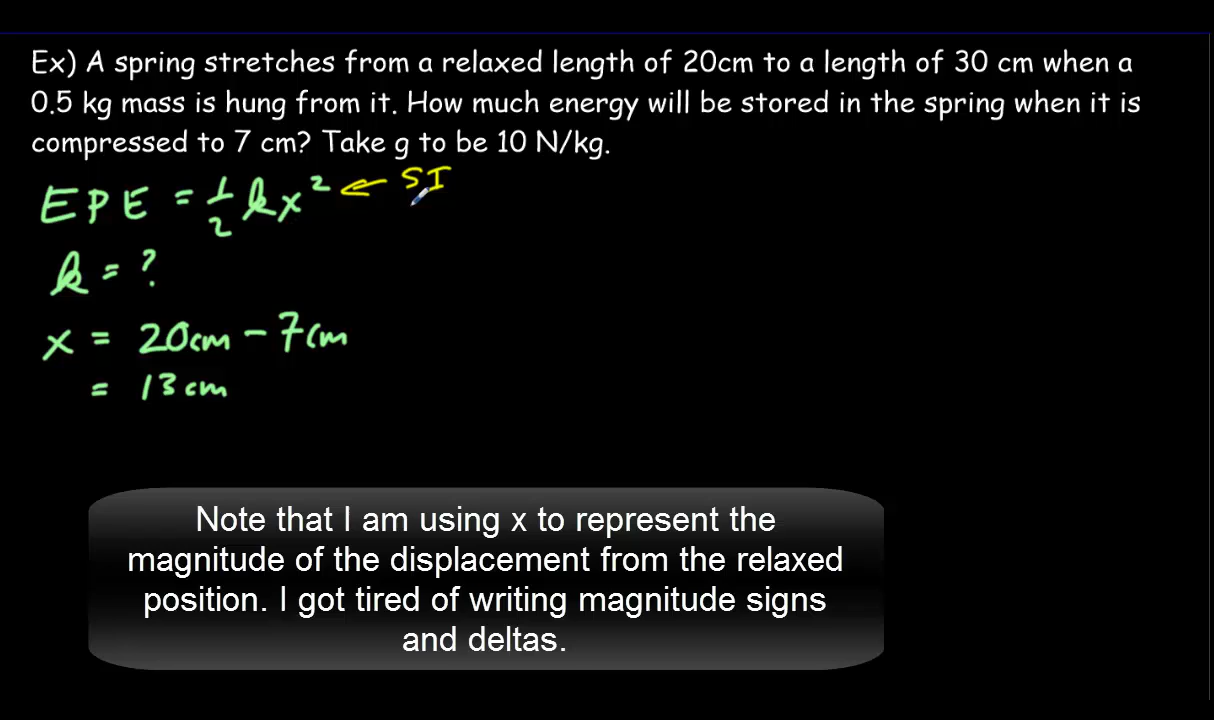 Ex) A spring stretches from a relaxed length of 20cm to a length of 30 cm when a
0.5 kg mass is hung from it. How much energy will be stored in the spring when it is
compressed to 7 cm? Take g to be 10 N/kg.
EPE = 1/2 kx² ← SI
k = ?
x = 20cm - 7cm
= 13cm
Note that I am using x to represent the
magnitude of the displacement from the relaxed
position. I got tired of writing magnitude signs
and deltas.